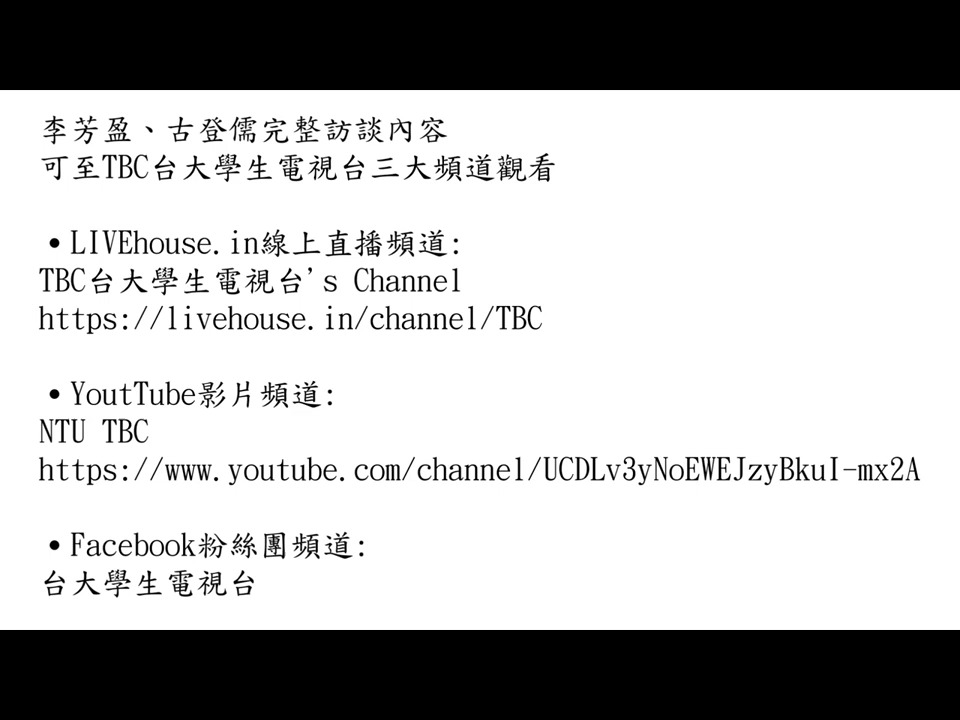 李芳盈、古登儒完整訪談內容
可至TBC台大學生電視台三大頻道觀看
•LIVEhouse.in線上直播頻道:
TBC台大學生電視台's Channel
https://livehouse.in/channel/TBC
•YoutTube影片頻道:
NTU TBC
https://www.youtube.com/channel/UCDLv3yNoEWEJzyBkuI-mx2A
•Facebook粉絲團頻道:
台大學生電視台